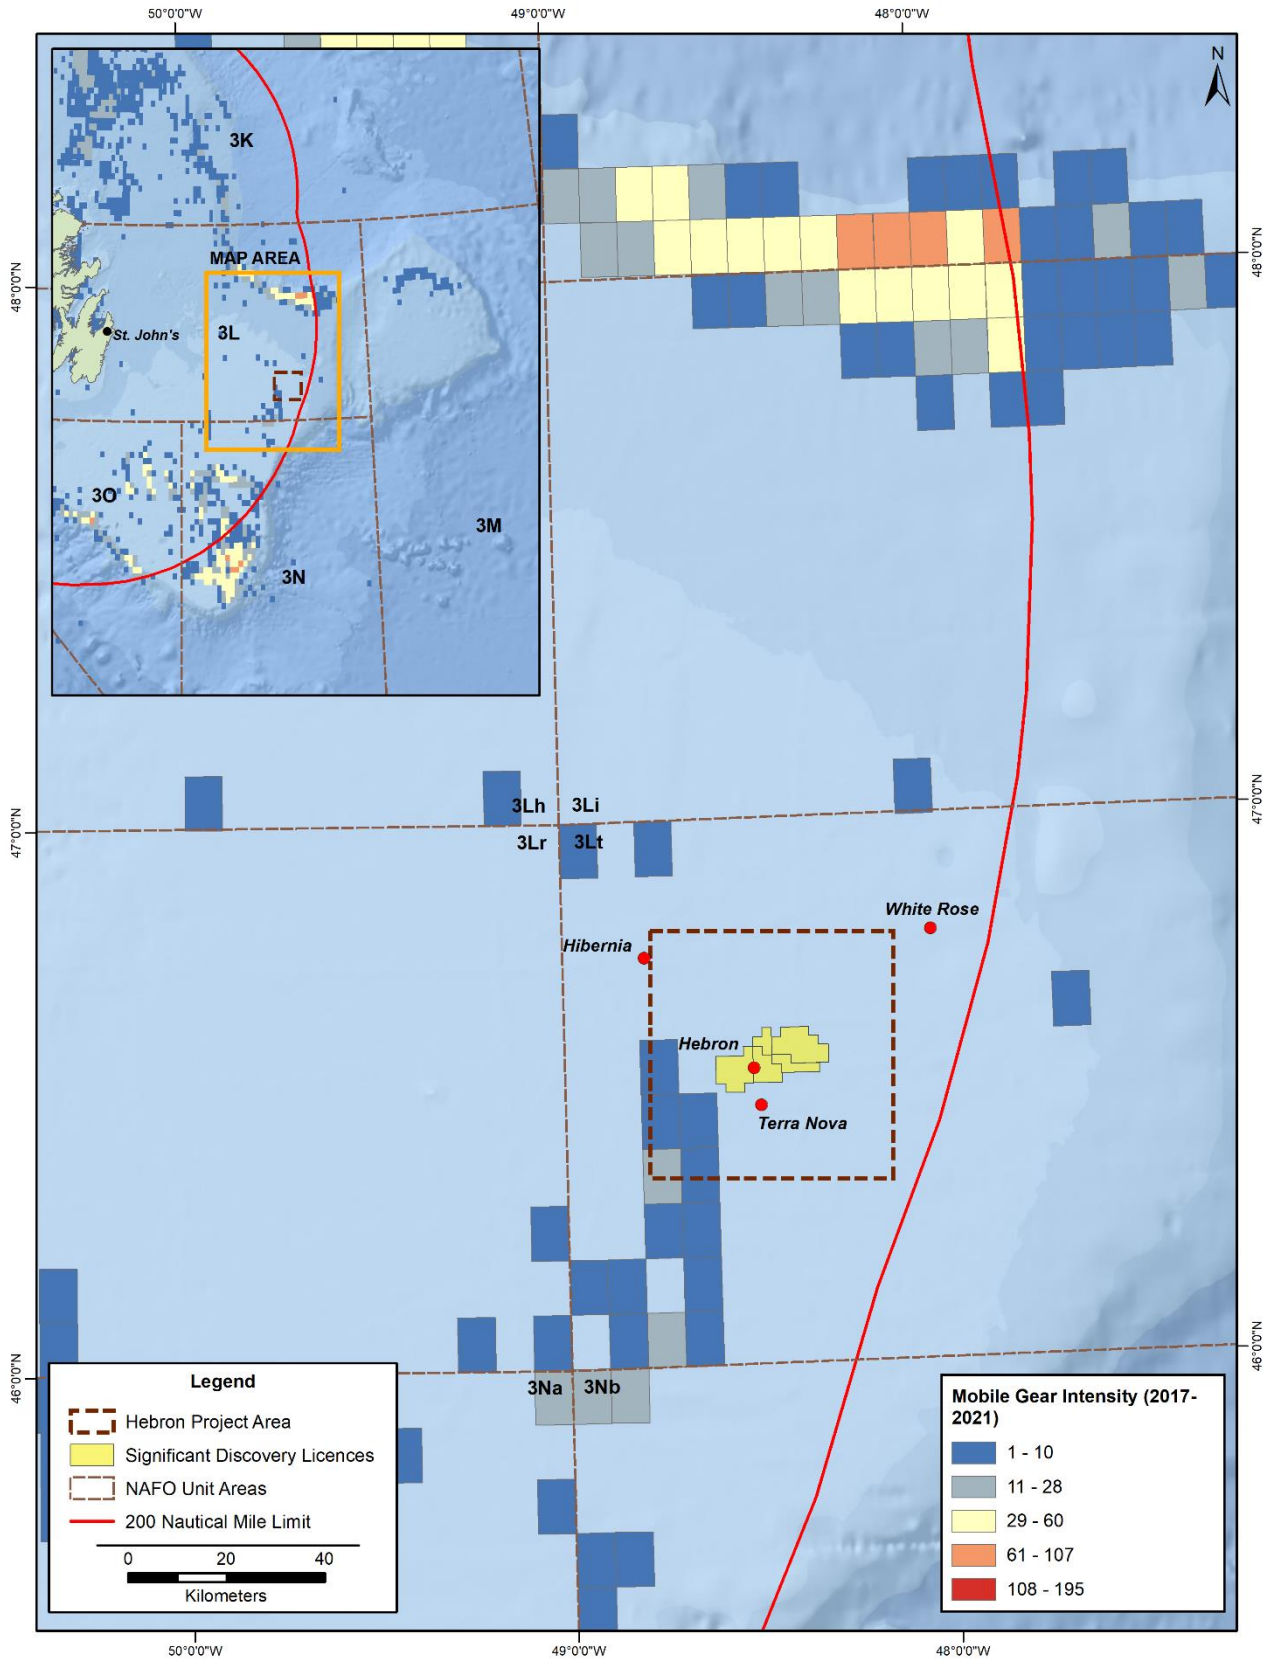 50°0'0"W
49°0'0"W
48°0'0"W
N
3K
48°0'0"N
48°0'0"N
MAP AREA
3L
St. John's
3O
3M
3N
3Lh
3Li
47°0'0"N
47°0'0"N
3Lr
3Lt
White Rose
Hibernia
Hebron
Terra Nova
46°0'0"N
46°0'0"N
3Na
3Nb
Legend
Hebron Project Area
Significant Discovery Licences
NAFO Unit Areas
200 Nautical Mile Limit
0 20 40
Kilometers
Mobile Gear Intensity (2017-
2021)
1 - 10
11 - 28
29 - 60
61 - 107
108 - 195
50°0'0"W
49°0'0"W
48°0'0"W